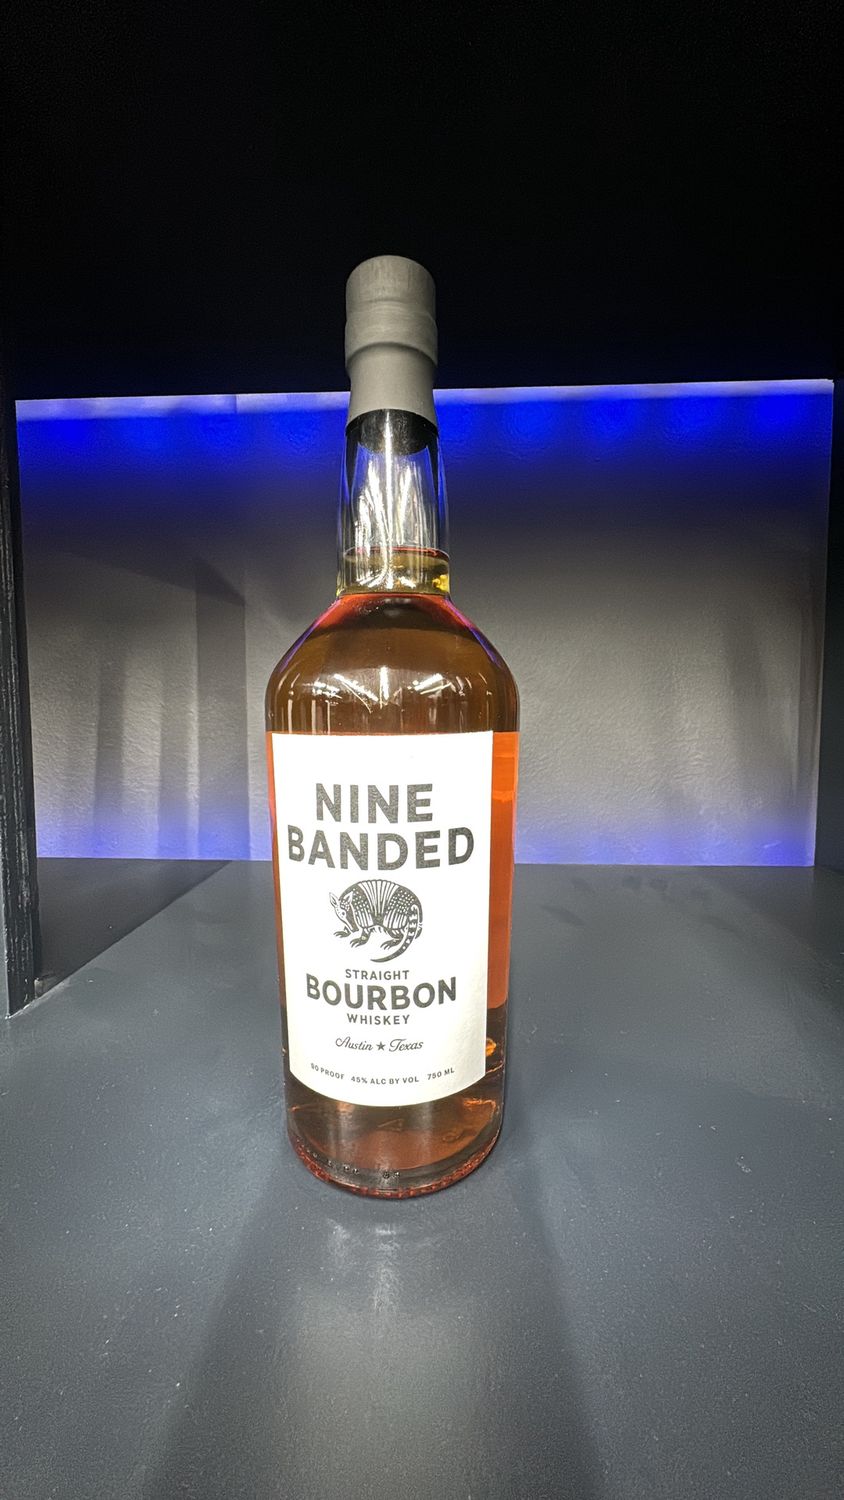 NINE
BANDED
STRAIGHT
BOURBON
WHISKEY
Austin ★ Texas
90 PROOF 45% ALC BY VOL 750 ML